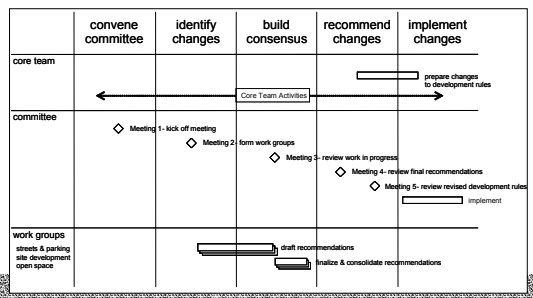 convene
committee
identify
changes
build
consensus
recommend
changes
implement
changes
core team
prepare changes
to development rules
Core Team Activities
committee
Meeting 1- kick off meeting
Meeting 2- form work groups
Meeting 3- review work in progress
Meeting 4- review final recommendations
Meeting 5- review revised development rules
implement
work groups
streets & parking
site development
open space
draft recommendations
finalize & consolidate recommendations